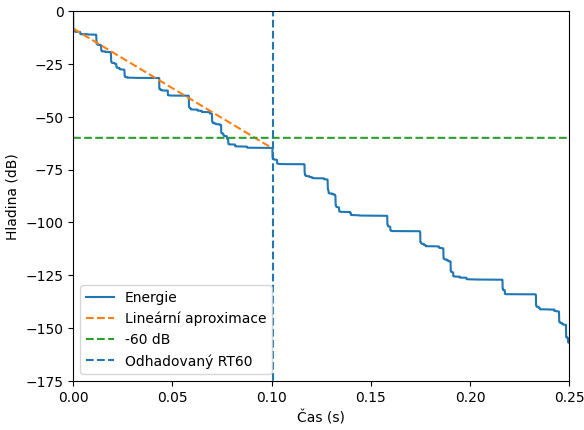 0
−25
−50
−75
−100
−125
−150
−175
Hladina (dB)
Energie
Lineární aproximace
-60 dB
Odhadovaný RT60
0.00 0.05 0.10 0.15 0.20 0.25
Čas (s)